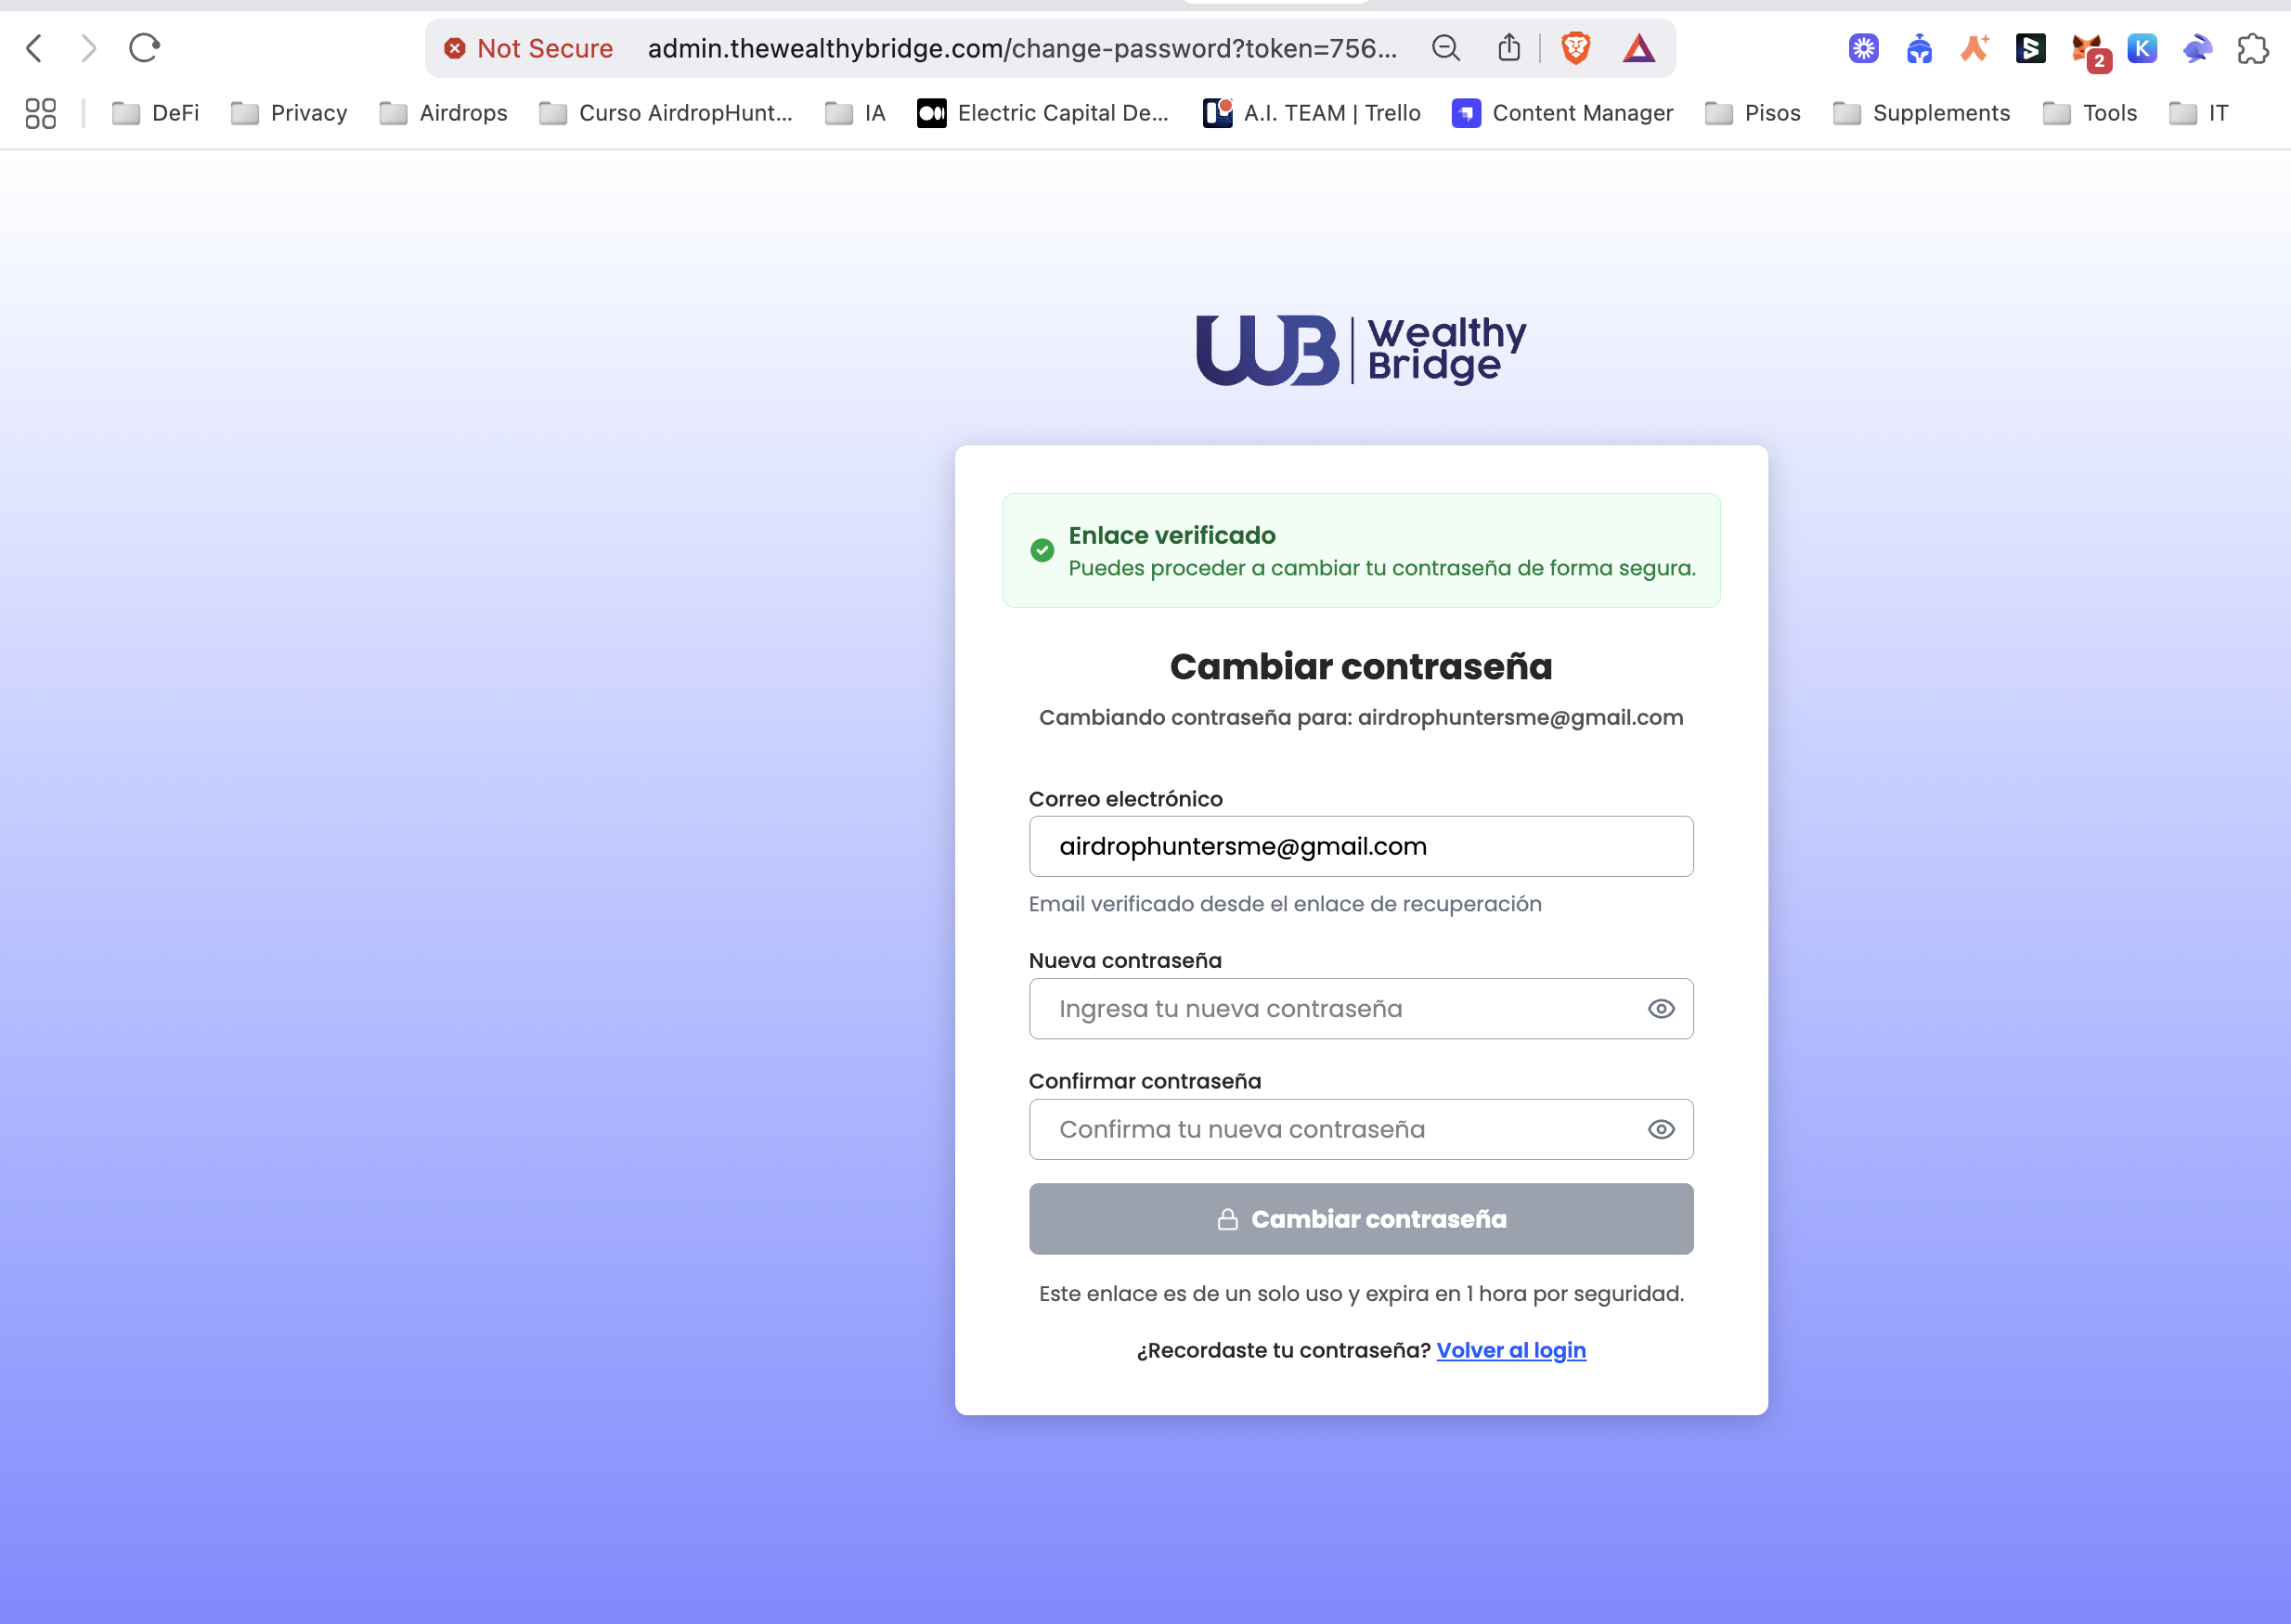 Not Secure admin.thewealthybridge.com/change-password?token=756...
2
K
DeFi Privacy Airdrops Curso AirdropHunt... IA Electric Capital De... A.I. TEAM | Trello Content Manager Pisos Supplements Tools IT
WB Wealthy
Bridge
Enlace verificado
Puedes proceder a cambiar tu contraseña de forma segura.
Cambiar contraseña
Cambiando contraseña para: airdrophuntersme@gmail.com
Correo electrónico
airdrophuntersme@gmail.com
Email verificado desde el enlace de recuperación
Nueva contraseña
Ingresa tu nueva contraseña
Confirmar contraseña
Confirma tu nueva contraseña
Cambiar contraseña
Este enlace es de un solo uso y expira en 1 hora por seguridad.
¿Recordaste tu contraseña? Volver al login